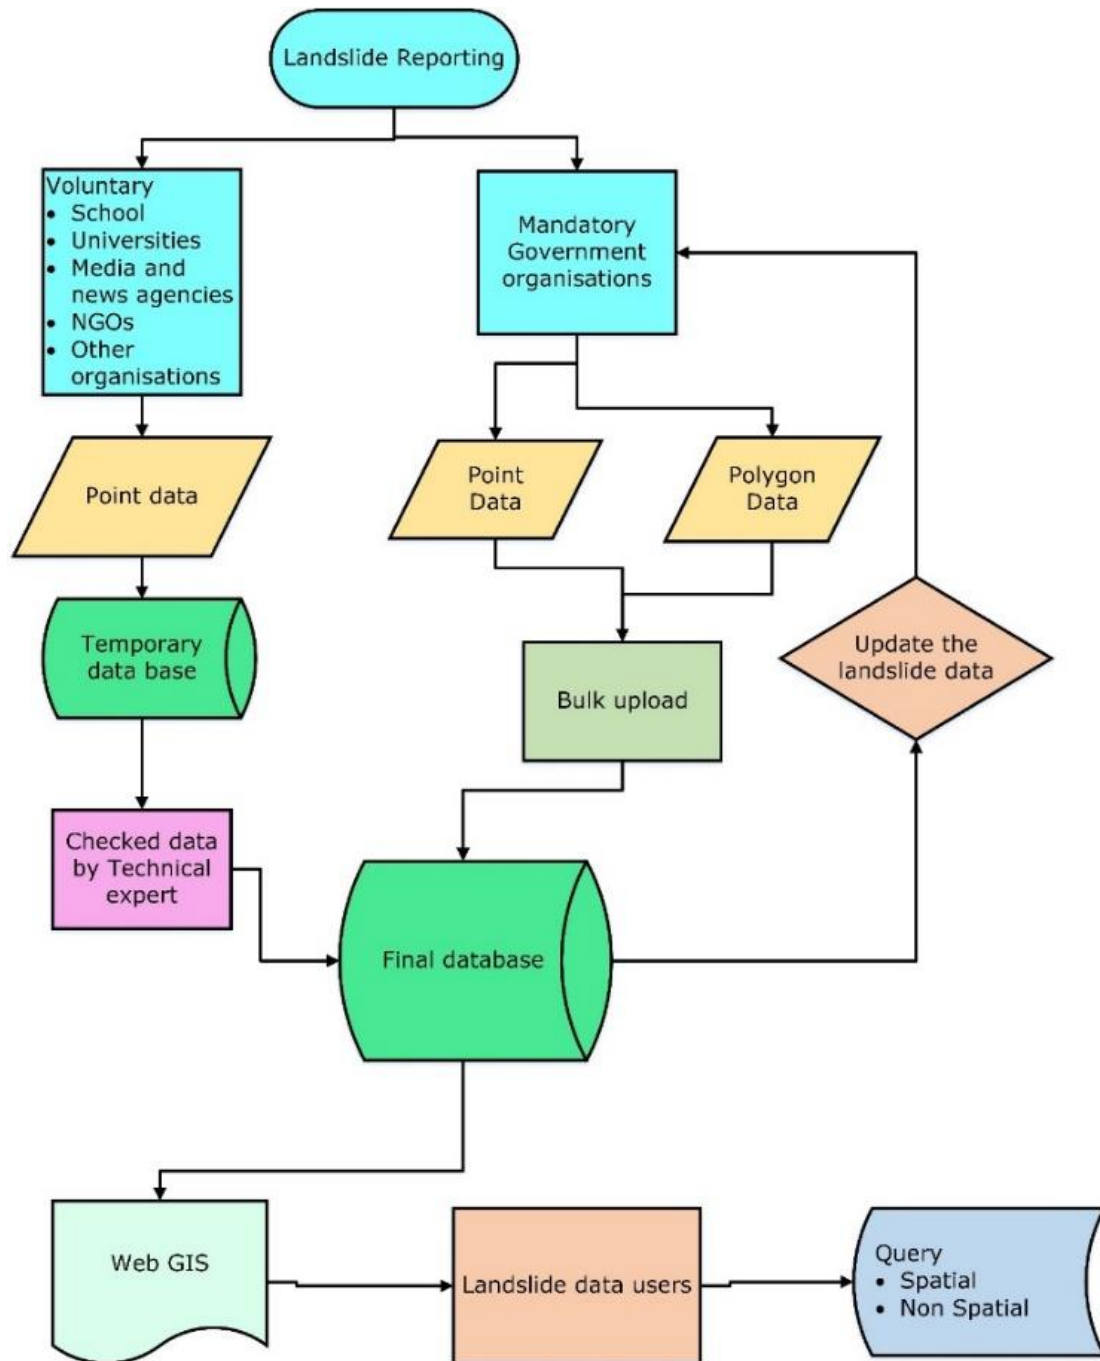 Landslide Reporting
Voluntary
• School
• Universities
• Media and
news agencies
• NGOs
• Other
organisations
Mandatory
Government
organisations
Point data
Point
Data
Polygon
Data
Temporary
data base
Bulk upload
Update the
landslide data
Checked data
by Technical
expert
Final database
Web GIS
Landslide data users
Query
• Spatial
• Non Spatial